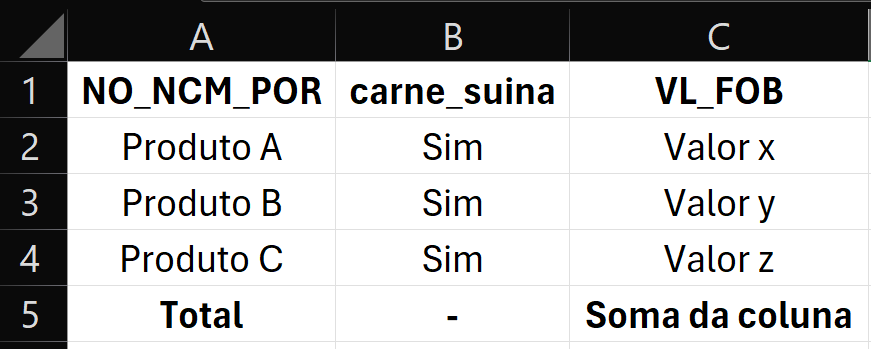 A B C
1 NO_NCM_POR carne_suina VL_FOB
2 Produto A Sim Valor x
3 Produto B Sim Valor y
4 Produto C Sim Valor z
5 Total - Soma da coluna